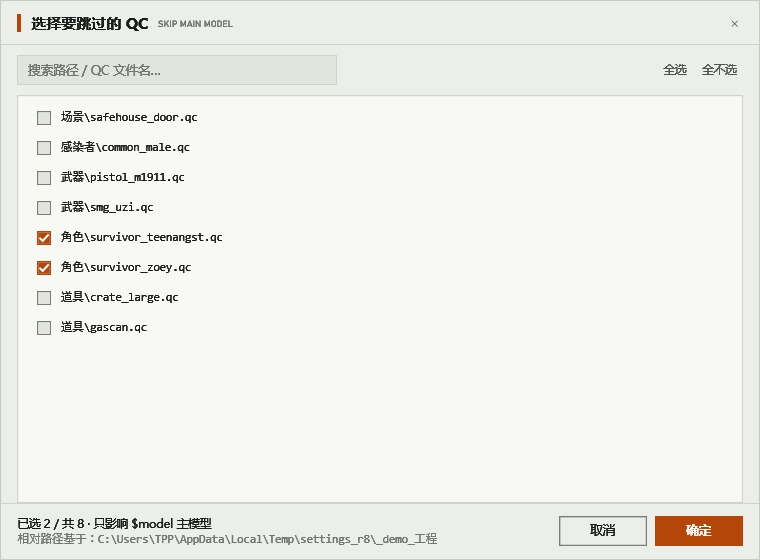 选择要跳过的 QC SKIP MAIN MODEL ×
搜索路径 / QC 文件名... 全选 全不选
场景\safehouse_door.qc
感染者\common_male.qc
武器\pistol_m1911.qc
武器\smg_uzi.qc
角色\survivor_teenangst.qc
角色\survivor_zoey.qc
道具\crate_large.qc
道具\gascan.qc
已选 2 / 共 8 · 只影响 $model 主模型
相对路径基于：C:\Users\TPP\AppData\Local\Temp\settings_r8\_demo_工程
取消 确定